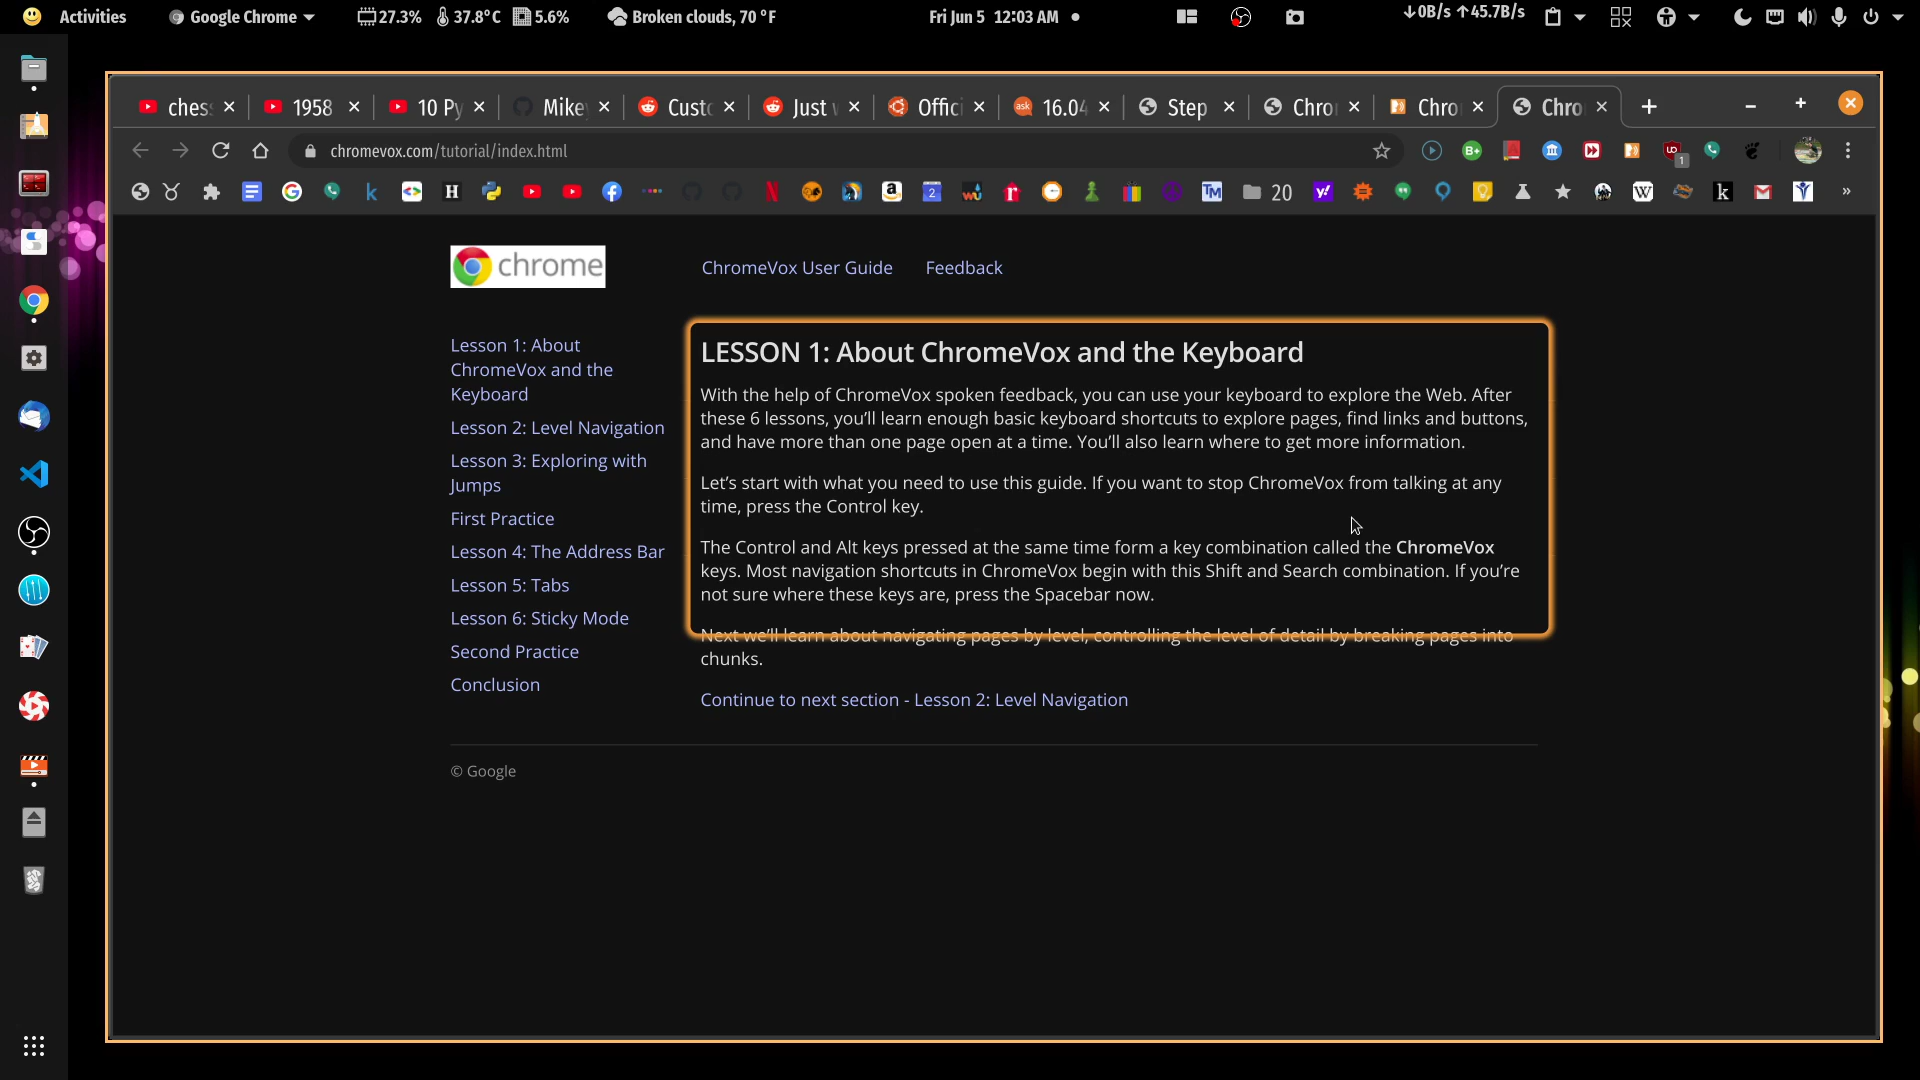 Activities Google Chrome 27.3% 37.8°C 5.6% Broken clouds, 70 °F Fri Jun 5 12:03 AM ↓0B/s ↑45.7B/s
ches 1958 10 Py Mike Custo Just Offici 16.04 Step Chro Chro Chro
chromevox.com/tutorial/index.html
20
chrome
ChromeVox User Guide Feedback
Lesson 1: About
ChromeVox and the
Keyboard
Lesson 2: Level Navigation
Lesson 3: Exploring with
Jumps
First Practice
Lesson 4: The Address Bar
Lesson 5: Tabs
Lesson 6: Sticky Mode
Second Practice
Conclusion
LESSON 1: About ChromeVox and the Keyboard
With the help of ChromeVox spoken feedback, you can use your keyboard to explore the Web. After
these 6 lessons, you’ll learn enough basic keyboard shortcuts to explore pages, find links and buttons,
and have more than one page open at a time. You’ll also learn where to get more information.
Let’s start with what you need to use this guide. If you want to stop ChromeVox from talking at any
time, press the Control key.
The Control and Alt keys pressed at the same time form a key combination called the ChromeVox
keys. Most navigation shortcuts in ChromeVox begin with this Shift and Search combination. If you’re
not sure where these keys are, press the Spacebar now.
Next we’ll learn about navigating pages by level, controlling the level of detail by breaking pages into
chunks.
Continue to next section - Lesson 2: Level Navigation
© Google